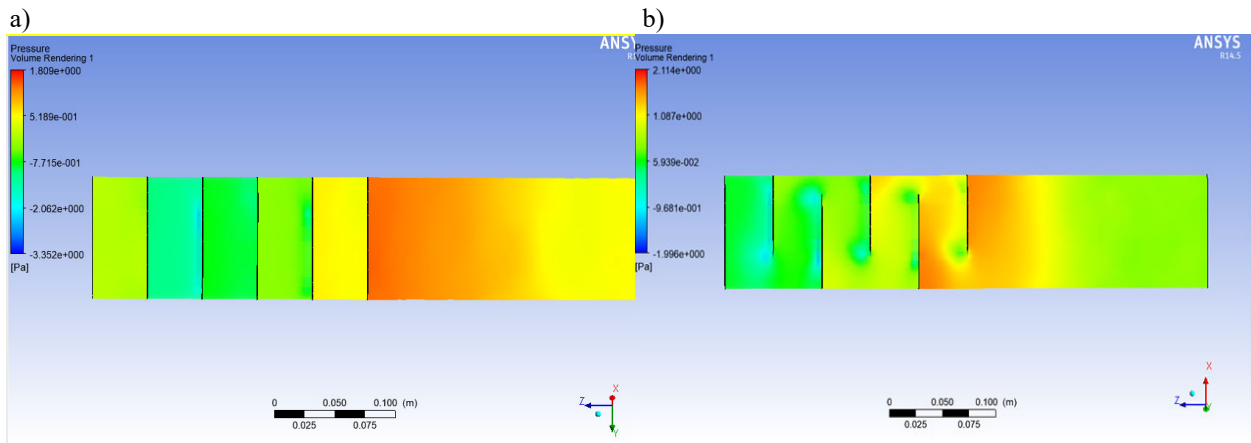 a)
b)
Pressure
Volume Rendering 1
1.809e+000
5.189e-001
-7.715e-001
-2.062e+000
-3.352e+000
[Pa]
ANSY
0 0.050 0.100 (m)
0.025 0.075
X
Z
Y
Pressure
Volume Rendering 1
2.114e+000
1.087e+000
5.939e-002
-9.681e-001
-1.996e+000
[Pa]
ANSYS
R14.5
0 0.050 0.100 (m)
0.025 0.075
X
Z
Y